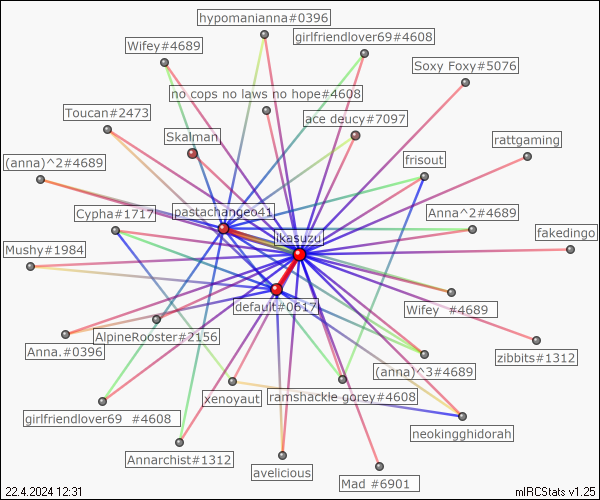 hypomanianna#0396
girlfriendlover69#4608
Wifey#4689
Soxy Foxy#5076
no cops no laws no hope#4608
Toucan#2473
ace deucy#7097
Skalman
rattgaming
(anna)^2#4689
frisout
pastachangeo41
Cypha#1717
Anna^2#4689
ikasuzu
fakedingo
Mushy#1984
default#0617
Wifey #4689
AlpineRooster#2156
Anna.#0396
zibbits#1312
(anna)^3#4689
xenoyaut
ramshackle gorey#4608
girlfriendlover69 #4608
neokingghidorah
Annarchist#1312
avelicious
Mad #6901
22.4.2024 12:31
mIRCStats v1.25